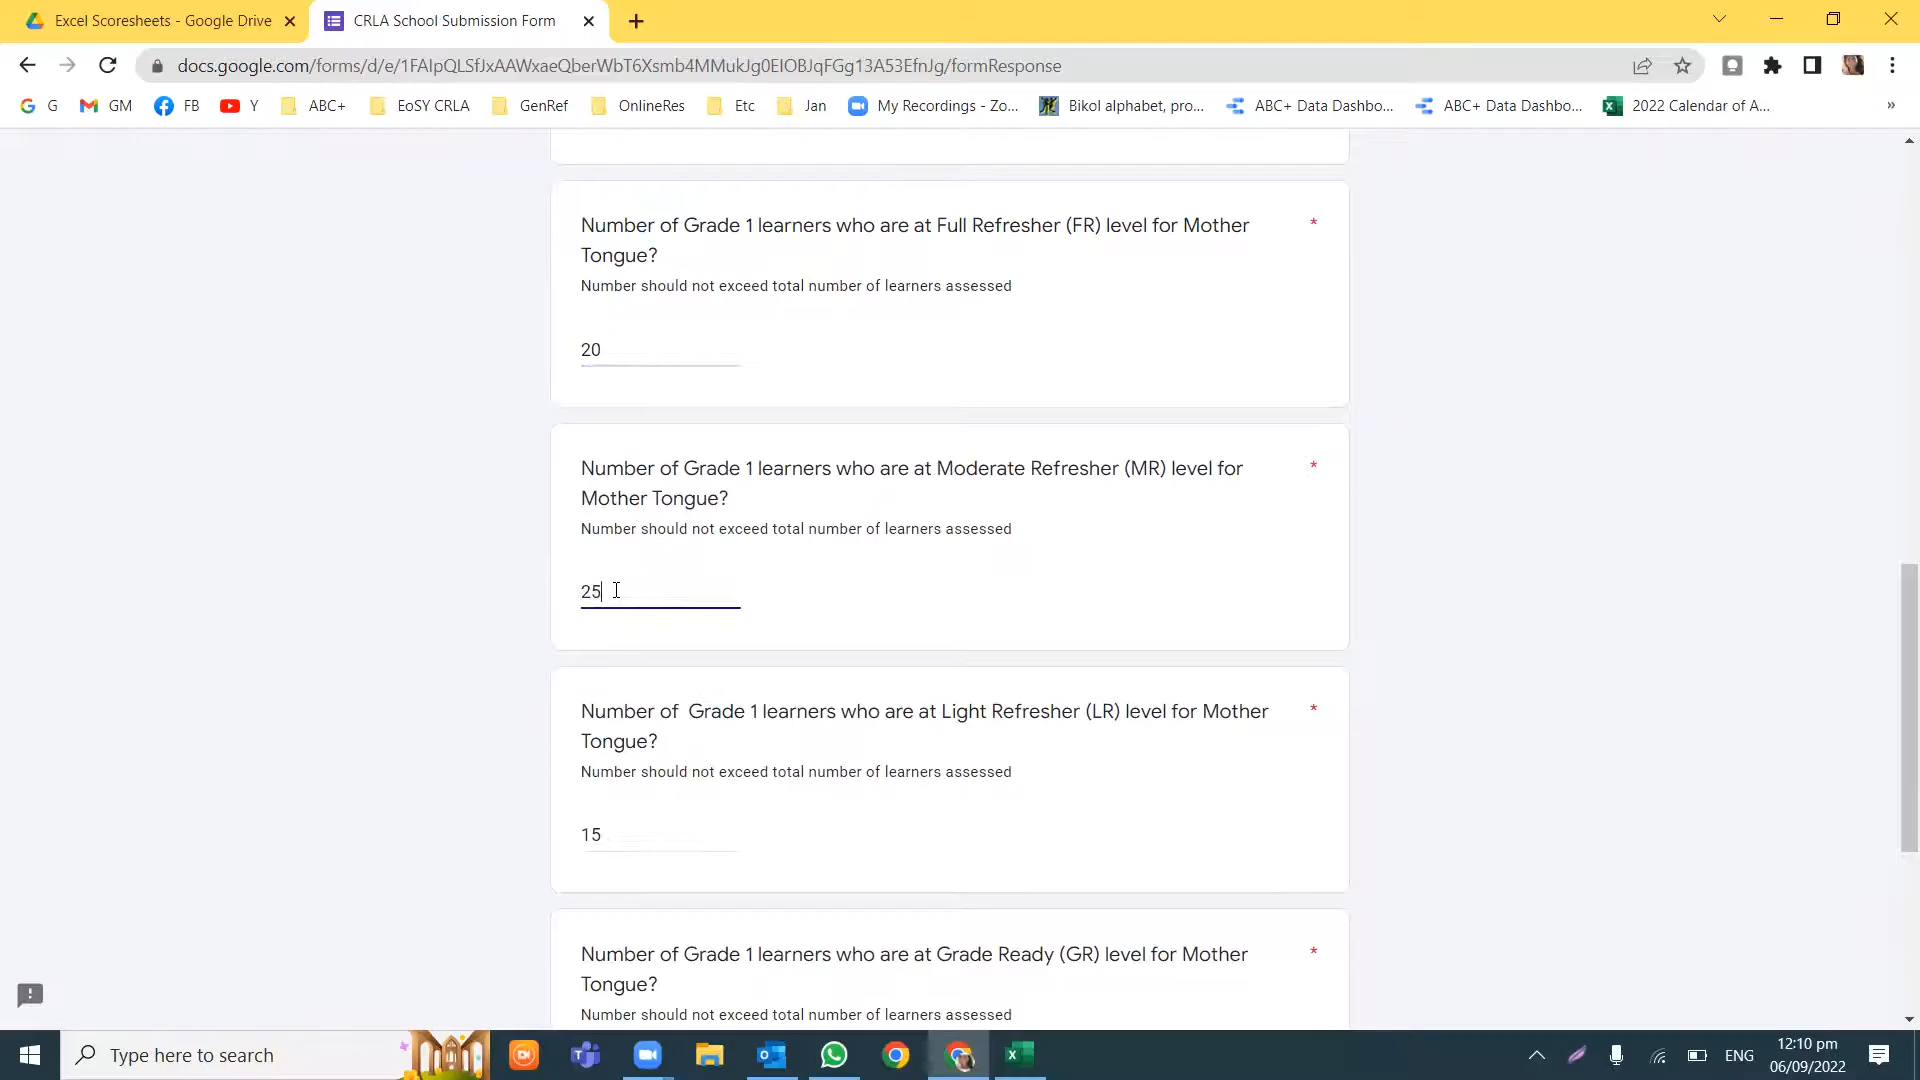 Excel Scoresheets - Google Drive
CRLA School Submission Form
docs.google.com/forms/d/e/1FAIpQLSfJxAAWxaeQberWbT6Xsmb4MMukJg0EIOBJqFGg13A53EfnJg/formResponse
G
GM
FB
Y
ABC+
EoSY CRLA
GenRef
OnlineRes
Etc
Jan
My Recordings - Zo...
Bikol alphabet, pro...
ABC+ Data Dashbo...
ABC+ Data Dashbo...
2022 Calendar of A...
»
Number of Grade 1 learners who are at Full Refresher (FR) level for Mother *
Tongue?
Number should not exceed total number of learners assessed
20
Number of Grade 1 learners who are at Moderate Refresher (MR) level for *
Mother Tongue?
Number should not exceed total number of learners assessed
25
Number of  Grade 1 learners who are at Light Refresher (LR) level for Mother *
Tongue?
Number should not exceed total number of learners assessed
15
Number of Grade 1 learners who are at Grade Ready (GR) level for Mother *
Tongue?
Number should not exceed total number of learners assessed
Type here to search
ENG
12:10 pm
06/09/2022